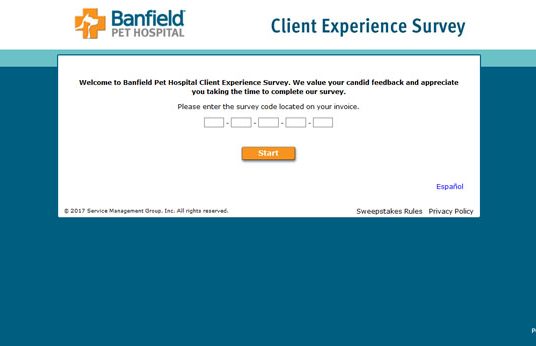 Banfield®
PET HOSPITAL
Client Experience Survey
Welcome to Banfield Pet Hospital Client Experience Survey. We value your candid feedback and appreciate
you taking the time to complete our survey.
Please enter the survey code located on your invoice.
- - - -
Start
Español
© 2017 Service Management Group, Inc. All rights reserved.
Sweepstakes Rules Privacy Policy